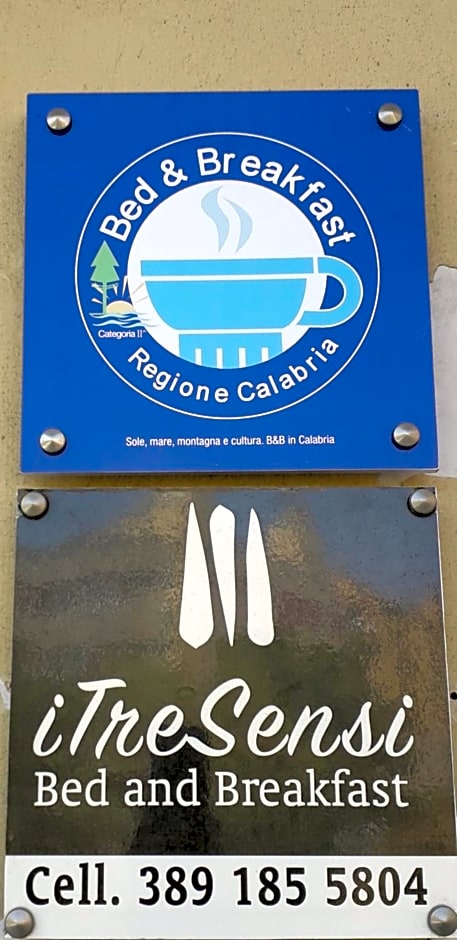 Bed & Breakfast
Categoria II^
Regione Calabria
Sole, mare, montagna e cultura. B&B in Calabria
iTreSensi
Bed and Breakfast
Cell. 389 185 5804